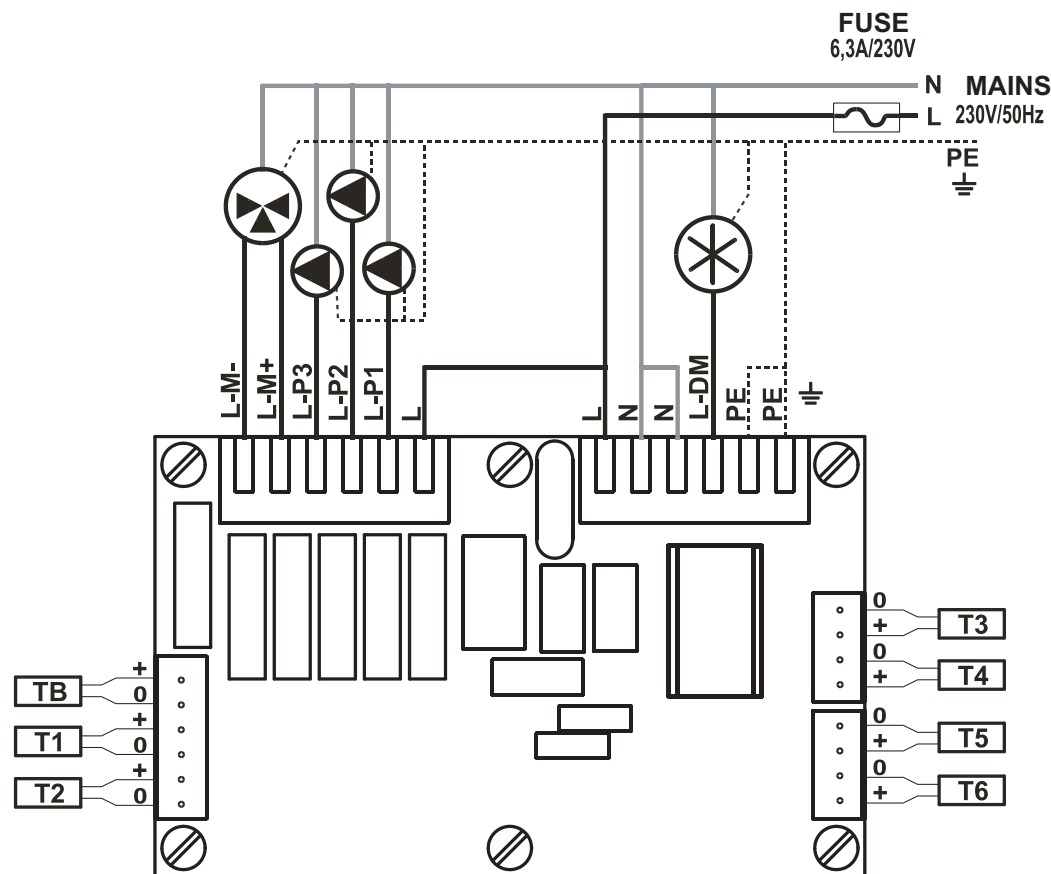 FUSE
6,3A/230V
N MAINS
L 230V/50Hz
PE
L-M-
L-M+
L-P3
L-P2
L-P1
L
L
N
N
L-DM
PE
PE
0
+
T3
0
+
T4
0
+
T5
0
+
T6
TB
+
0
T1
+
0
T2
+
0